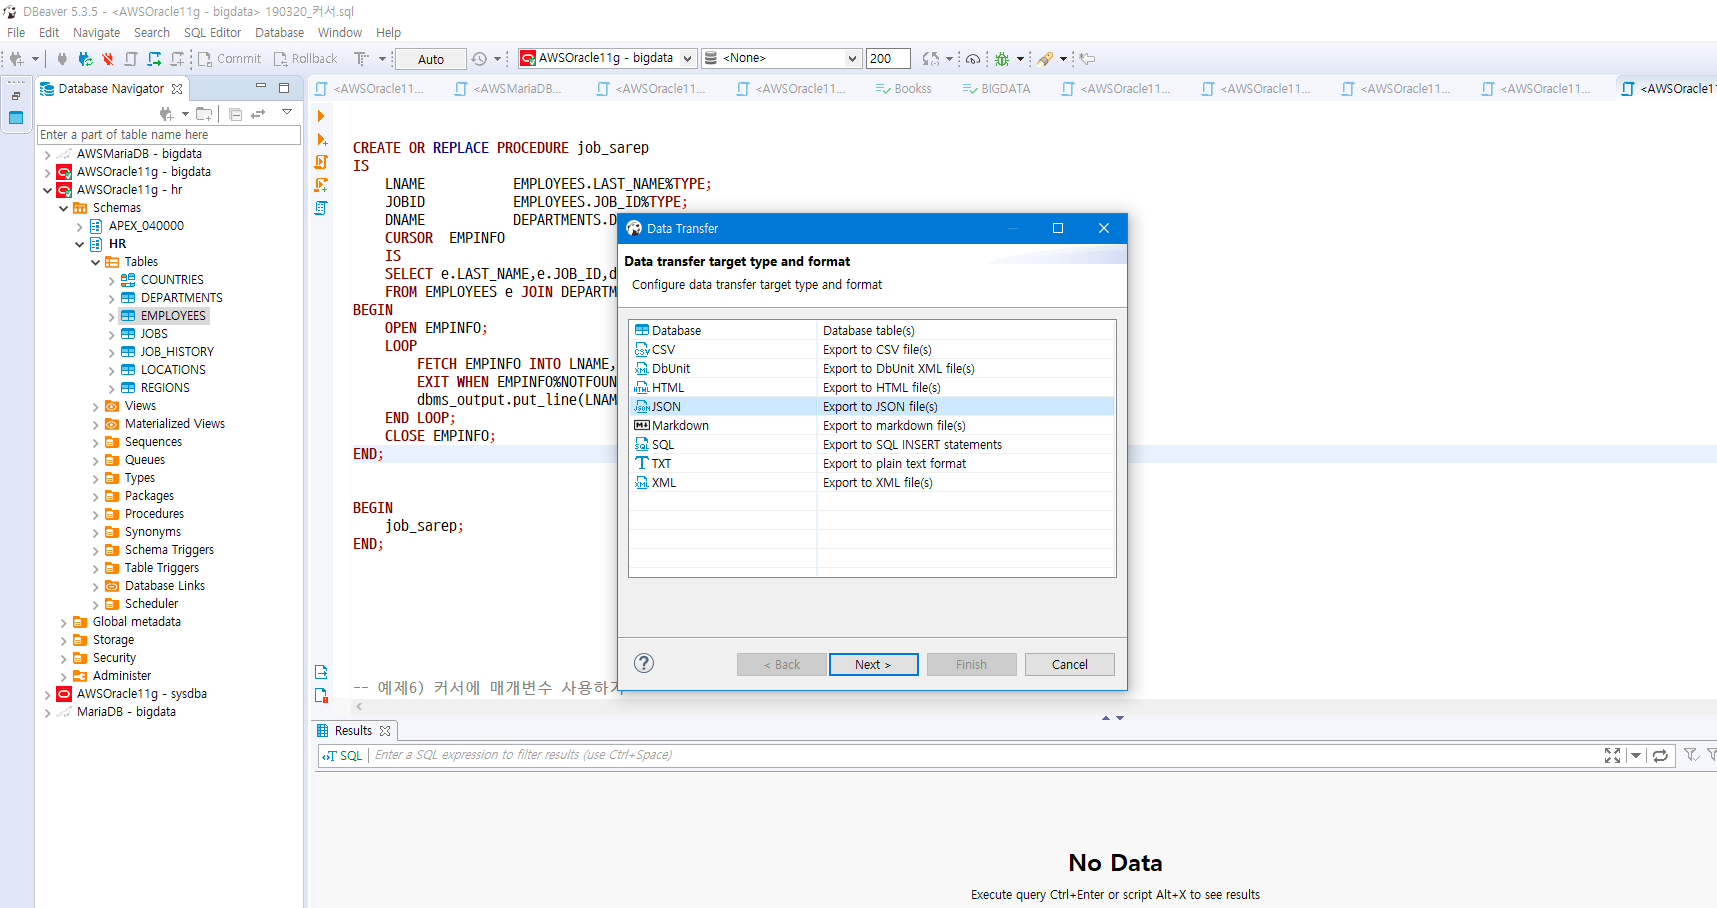 DBeaver 5.3.5 - <AWSOracle11g - bigdata> 190320_커서.sql
File Edit Navigate Search SQL Editor Database Window Help
Commit Rollback Auto AWSOracle11g - bigdata <None> 200
Database Navigator
<AWSOracle11... <AWSMariaDB... <AWSOracle11... <AWSOracle11... Bookss BIGDATA <AWSOracle11... <AWSOracle11... <AWSOracle11... <AWSOracle11... <AWSOracle11
Enter a part of table name here
AWSMariaDB - bigdata
AWSOracle11g - bigdata
AWSOracle11g - hr
Schemas
APEX_040000
HR
Tables
COUNTRIES
DEPARTMENTS
EMPLOYEES
JOBS
JOB_HISTORY
LOCATIONS
REGIONS
Views
Materialized Views
Sequences
Queues
Types
Packages
Procedures
Synonyms
Schema Triggers
Table Triggers
Database Links
Scheduler
Global metadata
Storage
Security
Administer
AWSOracle11g - sysdba
MariaDB - bigdata
CREATE OR REPLACE PROCEDURE job_sarep
IS
LNAME EMPLOYEES.LAST_NAME%TYPE;
JOBID EMPLOYEES.JOB_ID%TYPE;
DNAME DEPARTMENTS.D
CURSOR EMPINFO
IS
SELECT e.LAST_NAME,e.JOB_ID,d
FROM EMPLOYEES e JOIN DEPARTM
BEGIN
OPEN EMPINFO;
LOOP
FETCH EMPINFO INTO LNAME,
EXIT WHEN EMPINFO%NOTFOUN
dbms_output.put_line(LNAM
END LOOP;
CLOSE EMPINFO;
END;
BEGIN
job_sarep;
END;
-- 예제6) 커서에 매개변수 사용하기
Data Transfer
Data transfer target type and format
Configure data transfer target type and format
Database Database table(s)
CSV Export to CSV file(s)
DbUnit Export to DbUnit XML file(s)
HTML Export to HTML file(s)
JSON Export to JSON file(s)
Markdown Export to markdown file(s)
SQL Export to SQL INSERT statements
TXT Export to plain text format
XML Export to XML file(s)
< Back Next > Finish Cancel
Results
SQL Enter a SQL expression to filter results (use Ctrl+Space)
No Data
Execute query Ctrl+Enter or script Alt+X to see results